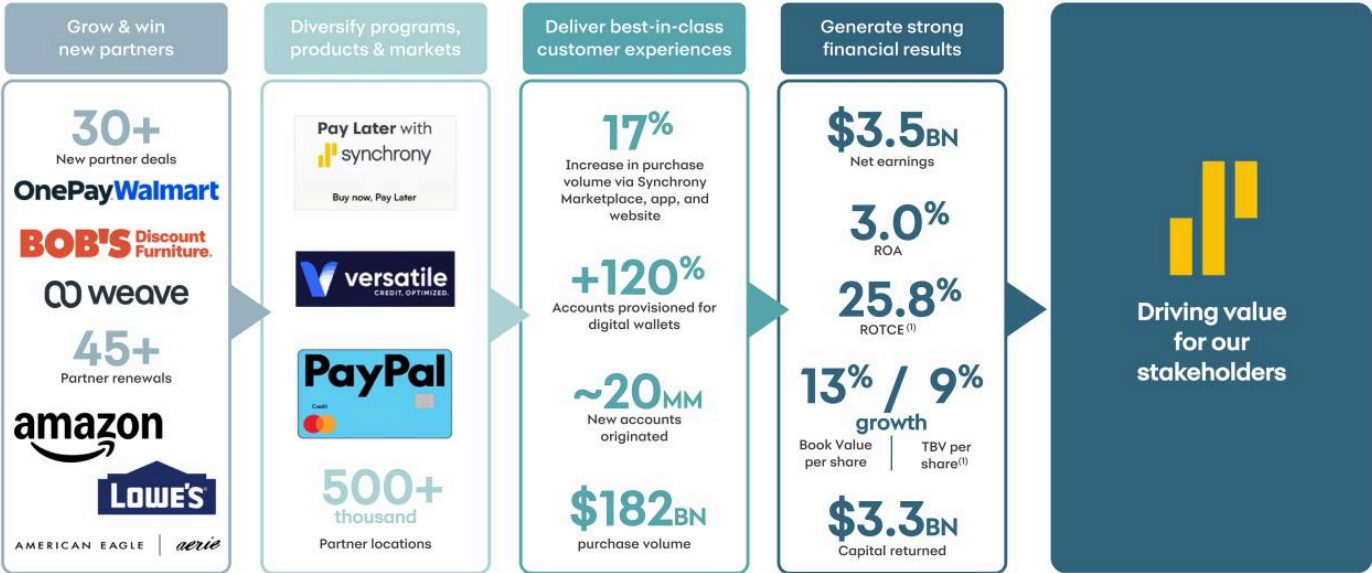 Grow & win
new partners
30+
New partner deals
OnePay Walmart
BOB'S Discount
Furniture.
weave
45+
Partner renewals
amazon
LOWE'S
AMERICAN EAGLE | aerie
Diversify programs,
products & markets
Pay Later with
synchrony
Buy now, Pay Later
versatile
CREDIT, OPTIMIZED.
PayPal
Credit
500+
thousand
Partner locations
Deliver best-in-class
customer experiences
17%
Increase in purchase
volume via Synchrony
Marketplace, app, and
website
+120%
Accounts provisioned for
digital wallets
~20MM
New accounts
originated
$182BN
purchase volume
Generate strong
financial results
$3.5BN
Net earnings
3.0%
ROA
25.8%
ROTCE (1)
13% / 9%
growth
Book Value
per share
TBV per
share(1)
$3.3BN
Capital returned
Driving value
for our
stakeholders